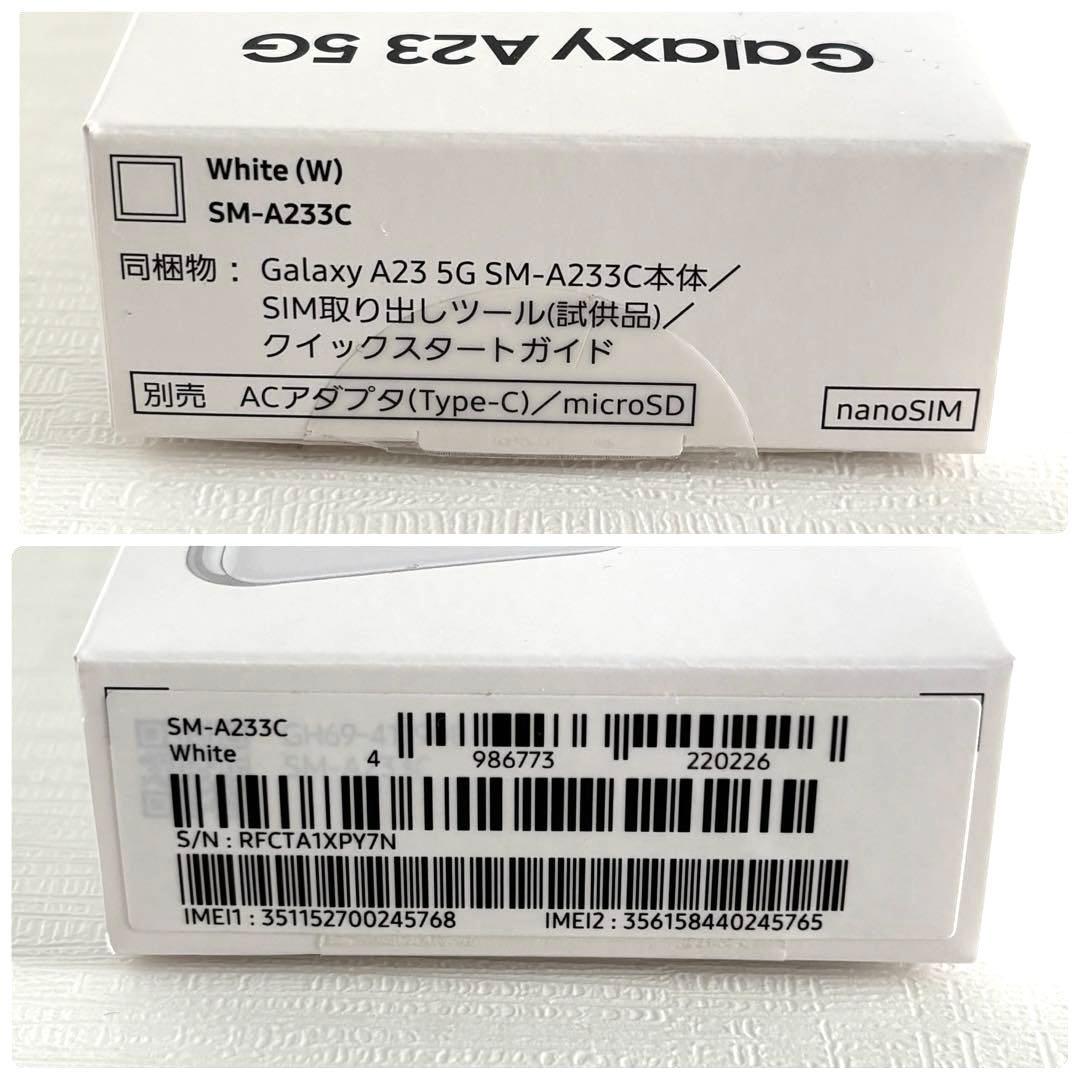 Galaxy A23 5G
White (W)
SM-A233C
同梱物 : Galaxy A23 5G SM-A233C本体／
SIM取り出しツール(試供品)／
クイックスタートガイド
別売 ACアダプタ(Type-C)／microSD
nanoSIM
SM-A233C
White
4 986773 220226
S/N : RFCTA1XPY7N
IMEI1 : 351152700245768 IMEI2 : 356158440245765